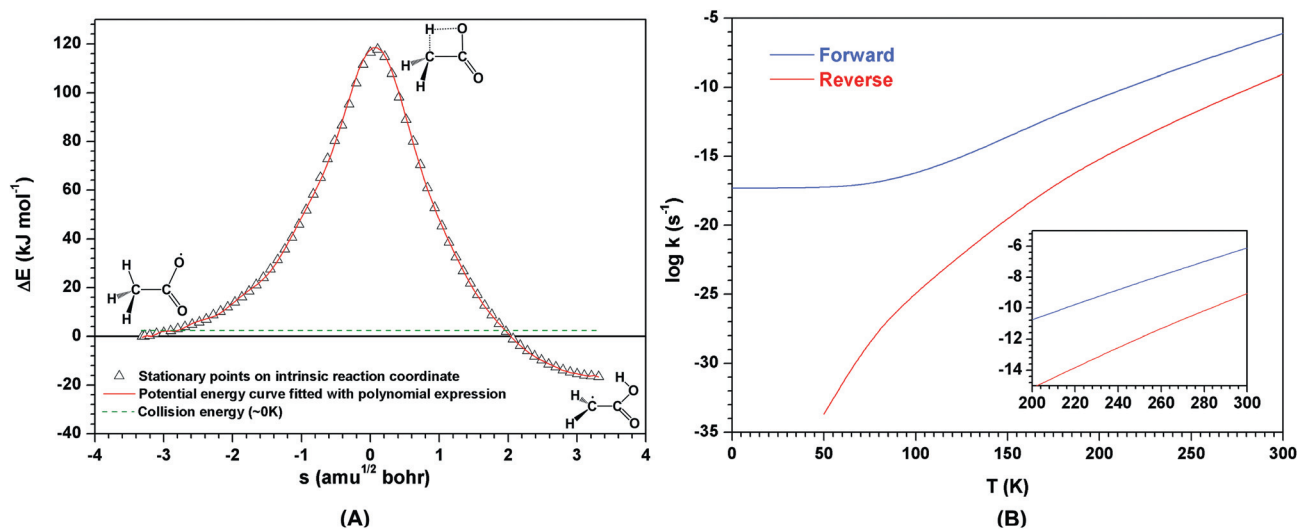 120
100
80
60
40
20
0
-20
-40
ΔE (kJ mol⁻¹)
-4 -3 -2 -1 0 1 2 3 4
s (amu^1/2 bohr)
H O
H C C
H O
H O
H C C
H O
H O
H C C
H O
Stationary points on intrinsic reaction coordinate
Potential energy curve fitted with polynomial expression
Collision energy (~0K)
(A)
-5
-10
-15
-20
-25
-30
-35
log k (s⁻¹)
Forward
Reverse
-6
-8
-10
-12
-14
200 220 240 260 280 300
0 50 100 150 200 250 300
T (K)
(B)